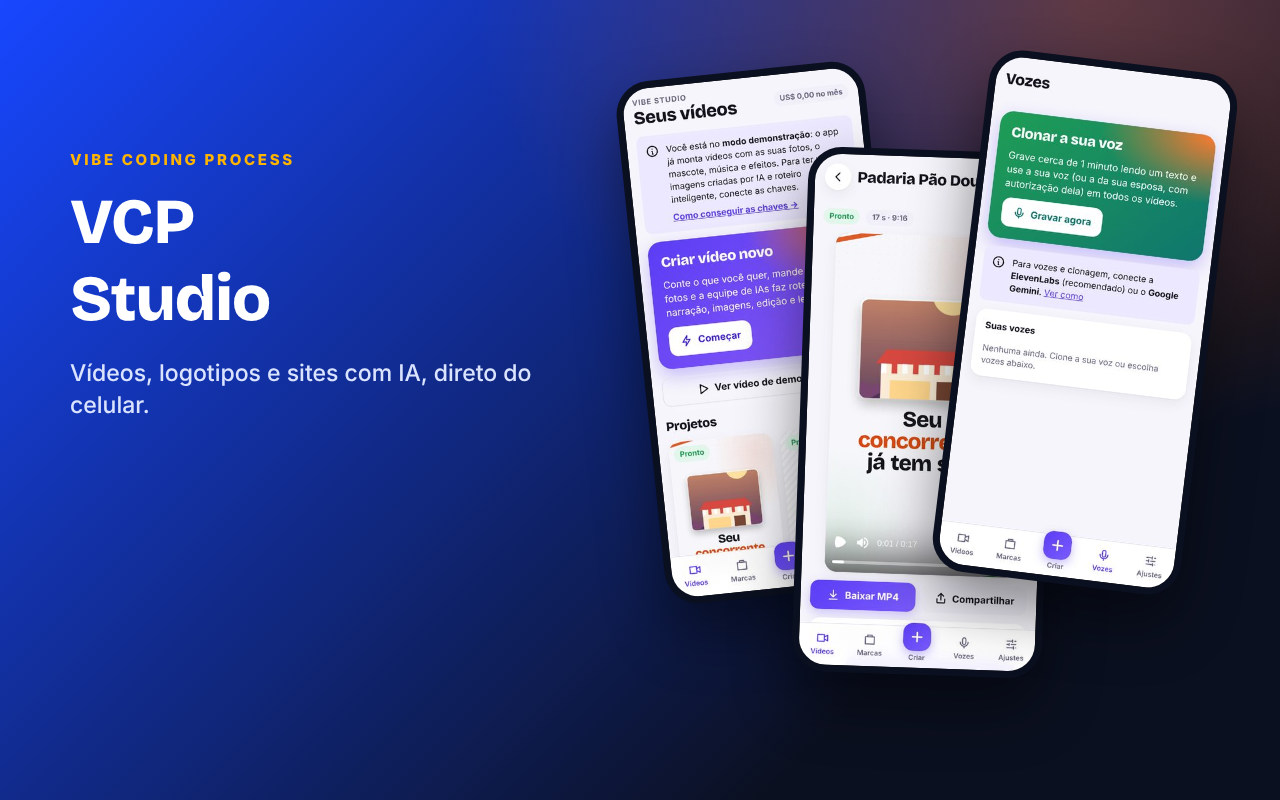 VIBE CODING PROCESS
VCP
Studio
Vídeos, logotipos e sites com IA, direto do
celular.
VIBE STUDIO
Seus vídeos
US$ 0,00 no mês
Você está no modo demonstração: o app
já monta vídeos com as suas fotos, o
mascote, música e efeitos. Para ter
imagens criadas por IA e roteiro
inteligente, conecte as chaves.
Como conseguir as chaves →
Criar vídeo novo
Conte o que você quer, mande
fotos e a equipe de IAs faz
narração, imagens, edição e
Começar
Ver vídeo de
Projetos
Pronto
Seu
concorrente
Vídeos
Marcas
Padaria Pão
Pronto
17 s · 9:16
Seu
já tem
0:01 / 0:17
Baixar MP4
Compartilhar
Vídeos
Marcas
Criar
Vozes
Ajustes
Vozes
Clonar a sua voz
Grave cerca de 1 minuto lendo um texto e
use a sua voz (ou a da sua esposa, com
autorização dela) em todos os vídeos.
Gravar agora
Para vozes e clonagem, conecte a
ElevenLabs (recomendado) ou o Google
Gemini. Ver como
Suas vozes
Nenhuma ainda. Clone a sua voz ou escolha
vozes abaixo.
Vídeos
Marcas
Criar
Vozes
Ajustes